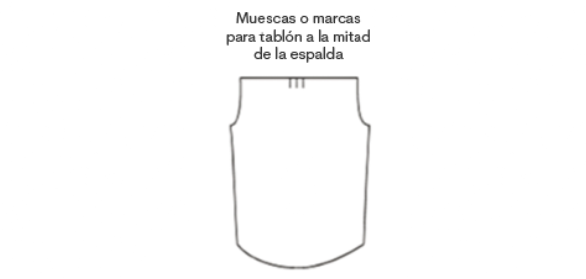 Muescas o marcas
para tablón a la mitad
de la espalda